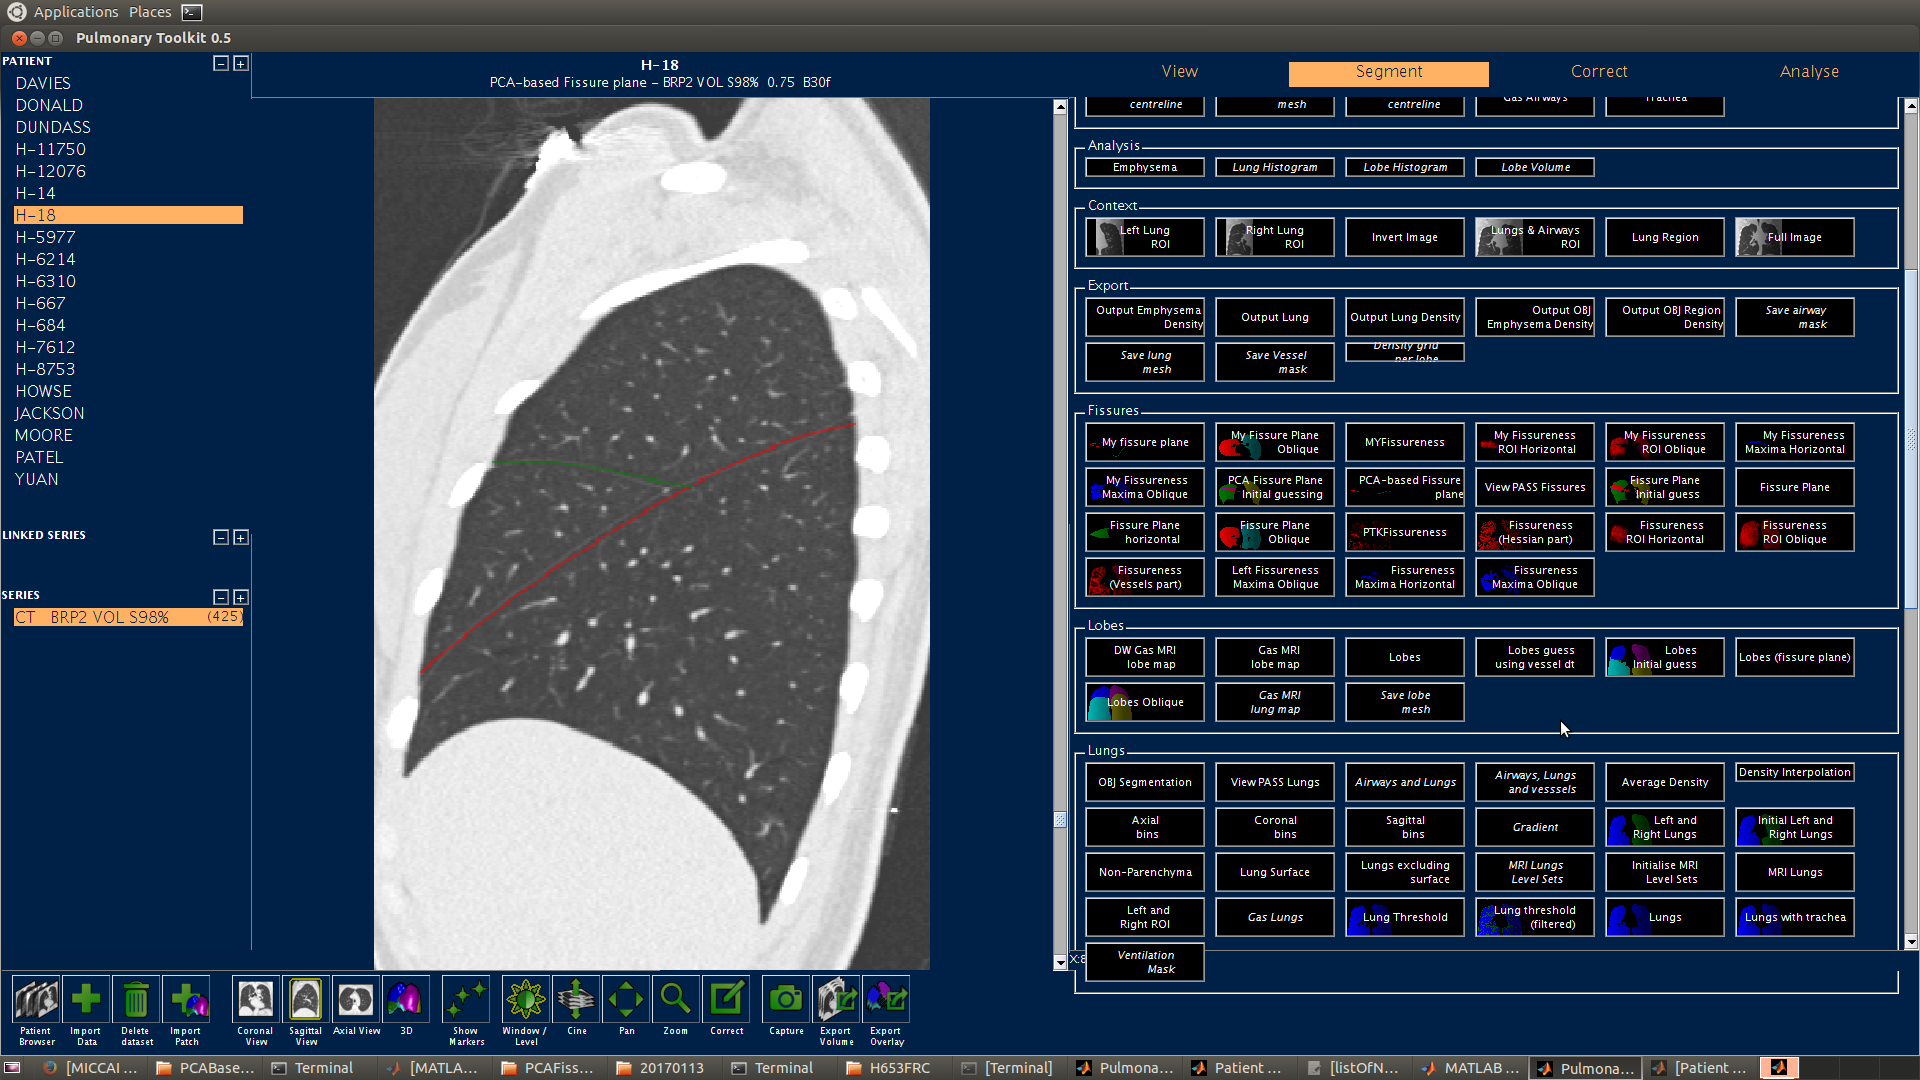 Applications Places
Pulmonary Toolkit 0.5
PATIENT
DAVIES
DONALD
DUNDASS
H-11750
H-12076
H-14
H-18
H-5977
H-6214
H-6310
H-667
H-684
H-7612
H-8753
HOWSE
JACKSON
MOORE
PATEL
YUAN
LINKED SERIES
SERIES
CT BRP2 VOL S98% (425)
H-18
PCA-based Fissure plane - BRP2 VOL S98% 0.75 B30f
View Segment Correct Analyse
centreline
mesh
centreline
Gas Airways
Trachea
Analysis
Emphysema
Lung Histogram
Lobe Histogram
Lobe Volume
Context
Left Lung
ROI
Right Lung
ROI
Invert Image
Lungs & Airways
ROI
Lung Region
Full Image
Export
Output Emphysema
Density
Output Lung
Output Lung Density
Output OBJ
Emphysema Density
Output OBJ Region
Density
Save airway
mask
Save lung
mesh
Save Vessel
mask
Density grid
per lobe
Fissures
My fissure plane
My Fissure Plane
Oblique
MYFissureness
My Fissureness
ROI Horizontal
My Fissureness
ROI Oblique
My Fissureness
Maxima Horizontal
My Fissureness
Maxima Oblique
PCA Fissure Plane
Initial guessing
PCA-based Fissure
plane
View PASS Fissures
Fissure Plane
Initial guess
Fissure Plane
Fissure Plane
horizontal
Fissure Plane
Oblique
PTKFissureness
Fissureness
(Hessian part)
Fissureness
ROI Horizontal
Fissureness
ROI Oblique
Fissureness
(Vessels part)
Left Fissureness
Maxima Oblique
Fissureness
Maxima Horizontal
Fissureness
Maxima Oblique
Lobes
DW Gas MRI
lobe map
Gas MRI
lobe map
Lobes
Lobes guess
using vessel dt
Lobes
Initial guess
Lobes (fissure plane)
Lobes Oblique
Gas MRI
lung map
Save lobe
mesh
Lungs
OBJ Segmentation
View PASS Lungs
Airways and Lungs
Airways, Lungs
and vesssels
Average Density
Density Interpolation
Axial
bins
Coronal
bins
Sagittal
bins
Gradient
Left and
Right Lungs
Initial Left and
Right Lungs
Non-Parenchyma
Lung Surface
Lungs excluding
surface
MRI Lungs
Level Sets
Initialise MRI
Level Sets
MRI Lungs
Left and
Right ROI
Gas Lungs
Lung Threshold
Lung threshold
(filtered)
Lungs
Lungs with trachea
Ventilation
Mask
X:8
Patient
Browser
Import
Data
Delete
dataset
Import
Patch
Coronal
View
Sagittal
View
Axial View
3D
Show
Markers
Window /
Level
Cine
Pan
Zoom
Correct
Capture
Export
Volume
Export
Overlay
[MICCAI ... PCABase... Terminal [MATLA... PCAFiss... 20170113 Terminal H653FRC [Terminal] Pulmona... Patient ... [listOfN... MATLAB ... Pulmona... [Patient ...